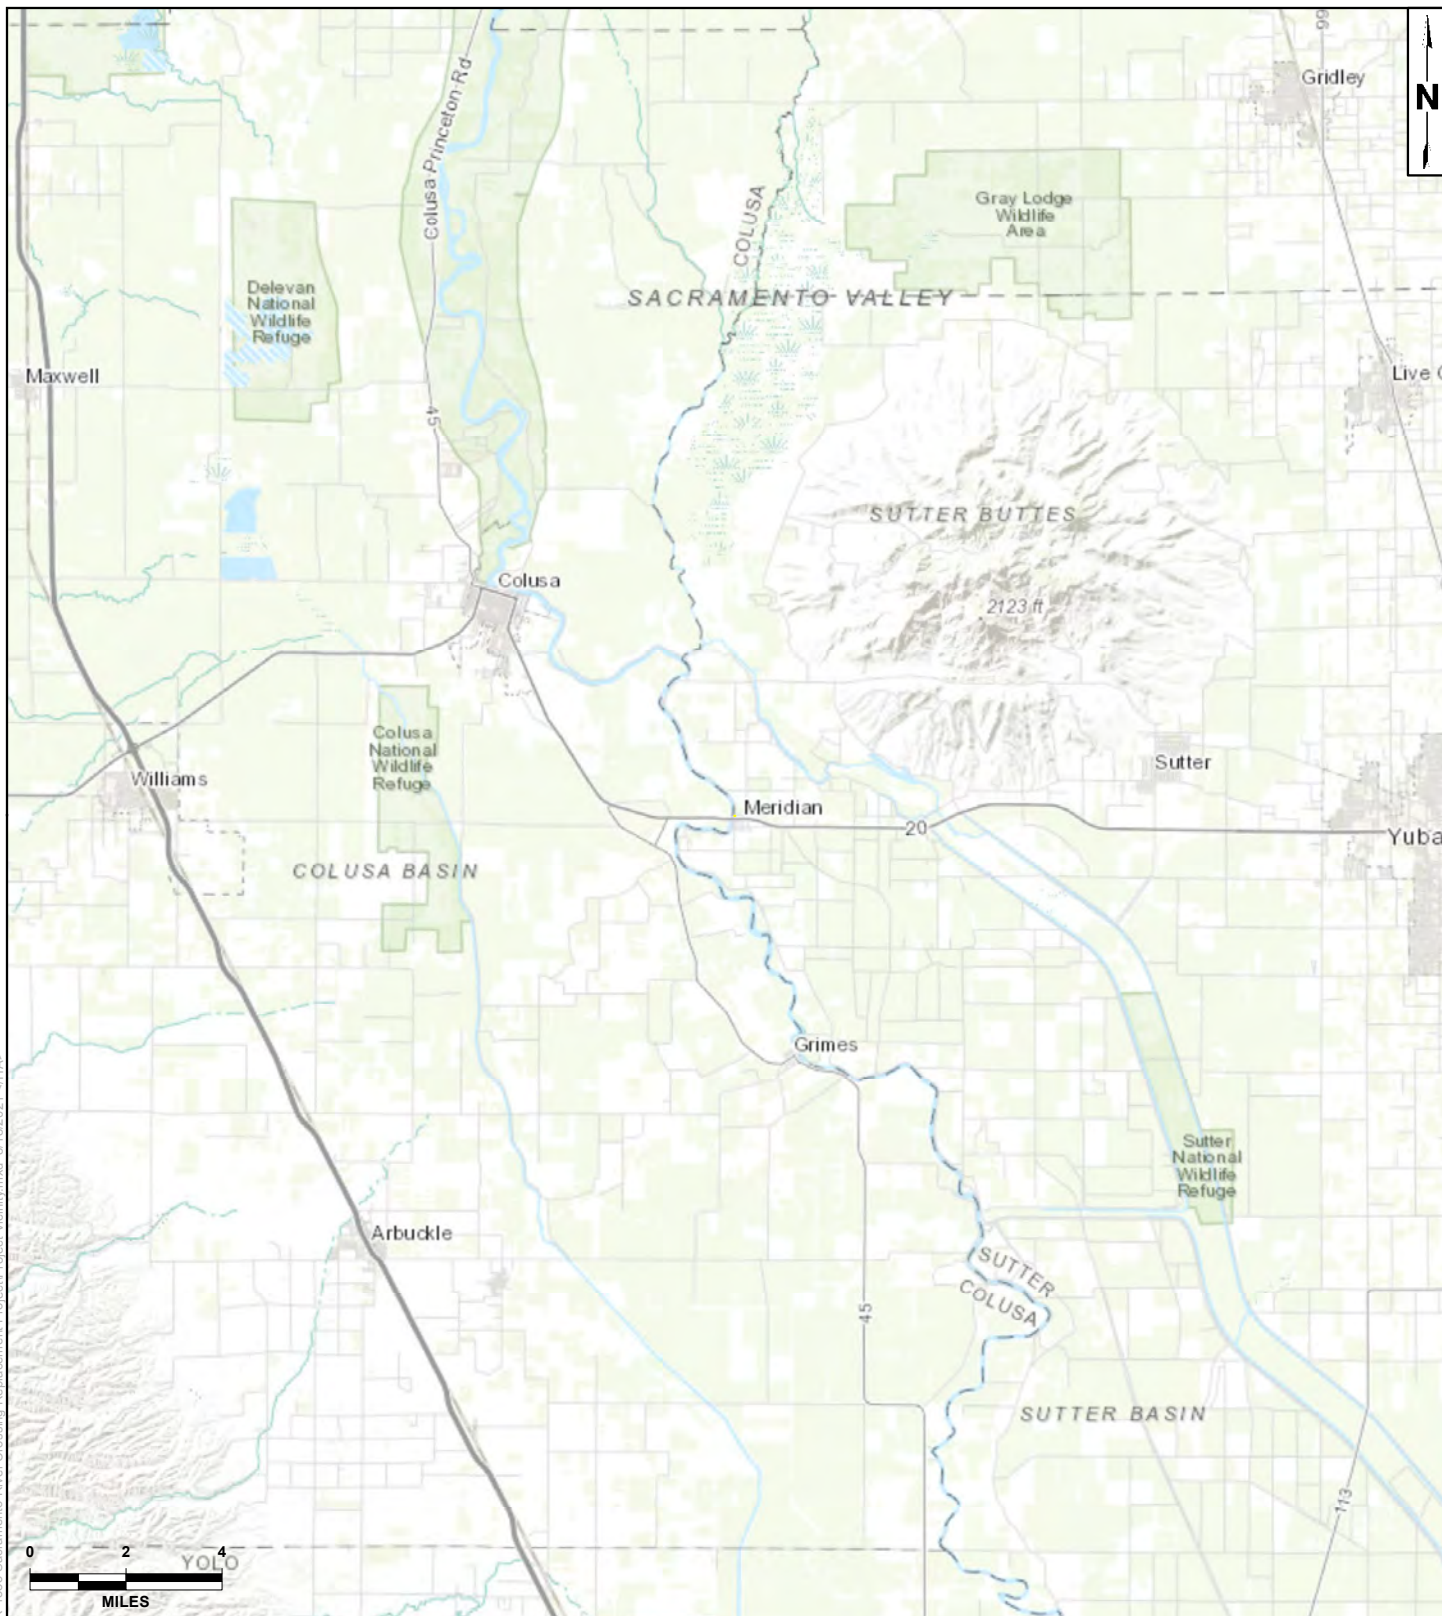 99
Gridley
N
Colusa Princeton Rd
COLUSA
Gray Lodge
Wildlife
Area
Delevan
National
Wildlife
Refuge
SACRAMENTO VALLEY
Maxwell
Live
45
SUTTER BUTTES
Colusa
2123 ft
Colusa
National
Wildlife
Refuge
Sutter
Williams
Meridian
20
Yuba
COLUSA BASIN
Grimes
Sutter
National
Wildlife
Refuge
Arbuckle
SUTTER
COLUSA
45
SUTTER BASIN
113
0 2 4
YOLO
MILES